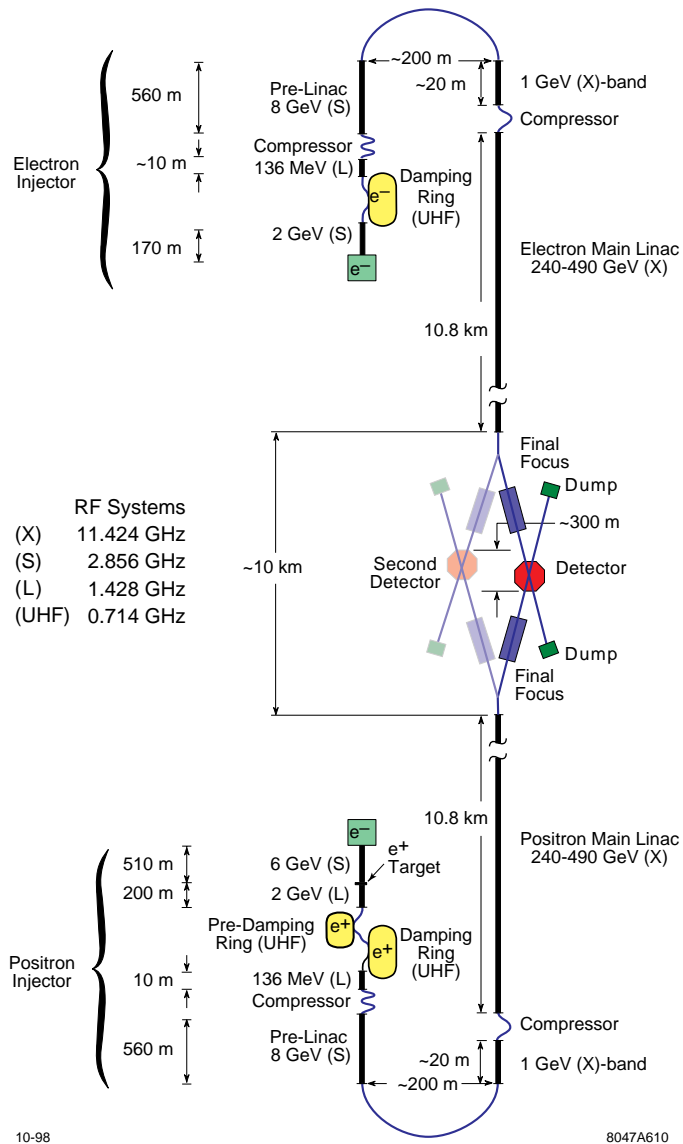 ~200 m
560 m
Pre-Linac
8 GeV (S)
~20 m
1 GeV (X)-band
Compressor
Compressor
Electron
Injector
~10 m
136 MeV (L)
Damping
Ring
(UHF)
e–
170 m
2 GeV (S)
e–
Electron Main Linac
240-490 GeV (X)
10.8 km
Final
Focus
Dump
RF Systems
(X) 11.424 GHz
(S) 2.856 GHz
(L) 1.428 GHz
(UHF) 0.714 GHz
~300 m
~10 km
Second
Detector
Detector
Dump
Final
Focus
10.8 km
e–
e+
Target
510 m
6 GeV (S)
200 m
2 GeV (L)
Positron Main Linac
240-490 GeV (X)
Pre-Damping
Ring (UHF)
e+
e+
Damping
Ring
(UHF)
Positron
Injector
10 m
136 MeV (L)
Compressor
Compressor
560 m
Pre-Linac
8 GeV (S)
~20 m
1 GeV (X)-band
~200 m
10-98
8047A610